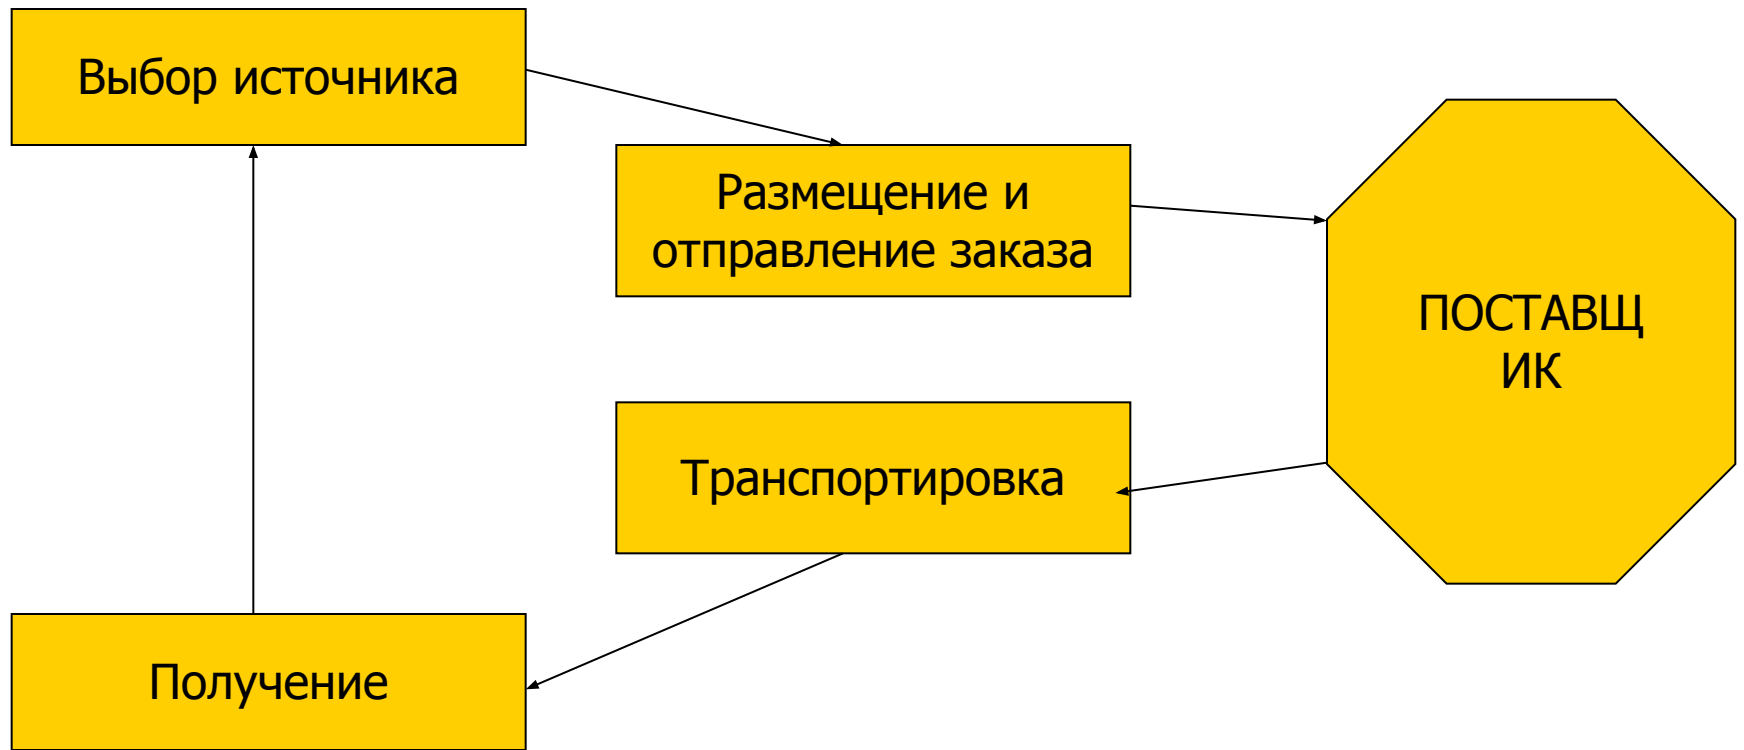 Выбор источника
Размещение и
отправление заказа
ПОСТАВЩ
ИК
Транспортировка
Получение